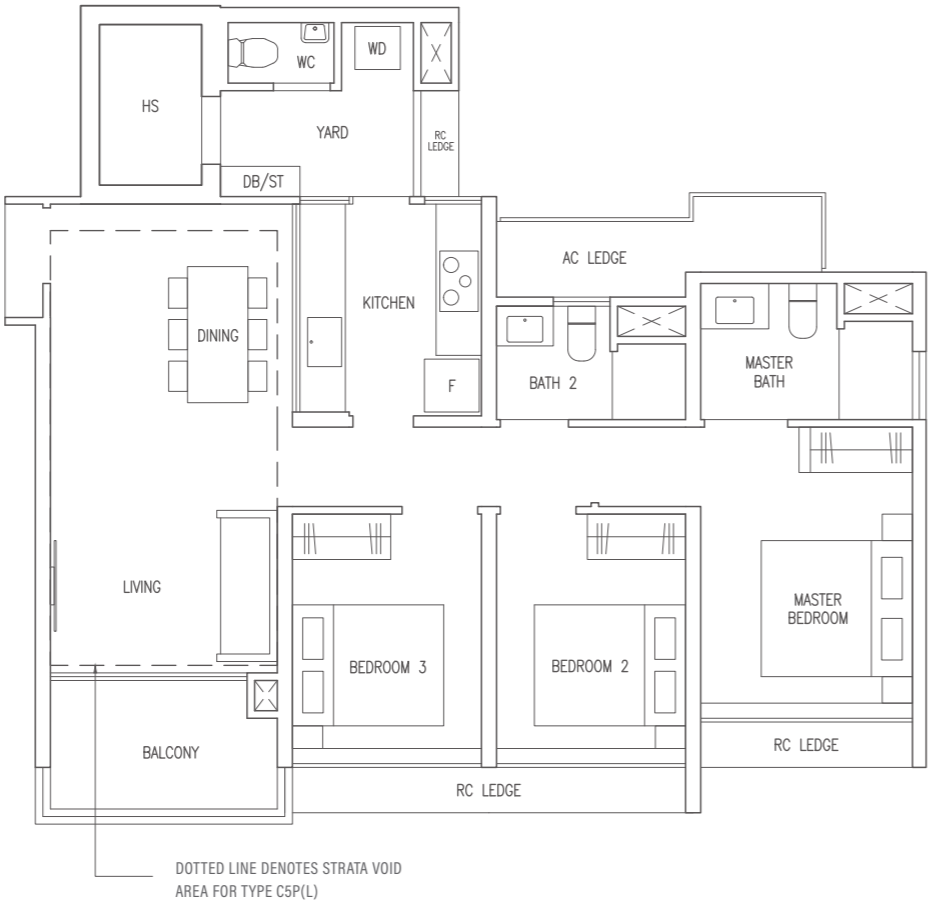 WC
WD
HS
YARD
RC
LEDGE
DB/ST
AC LEDGE
KITCHEN
DINING
F
BATH 2
MASTER
BATH
LIVING
MASTER
BEDROOM
BEDROOM 3
BEDROOM 2
BALCONY
RC LEDGE
RC LEDGE
DOTTED LINE DENOTES STRATA VOID
AREA FOR TYPE C5P(L)